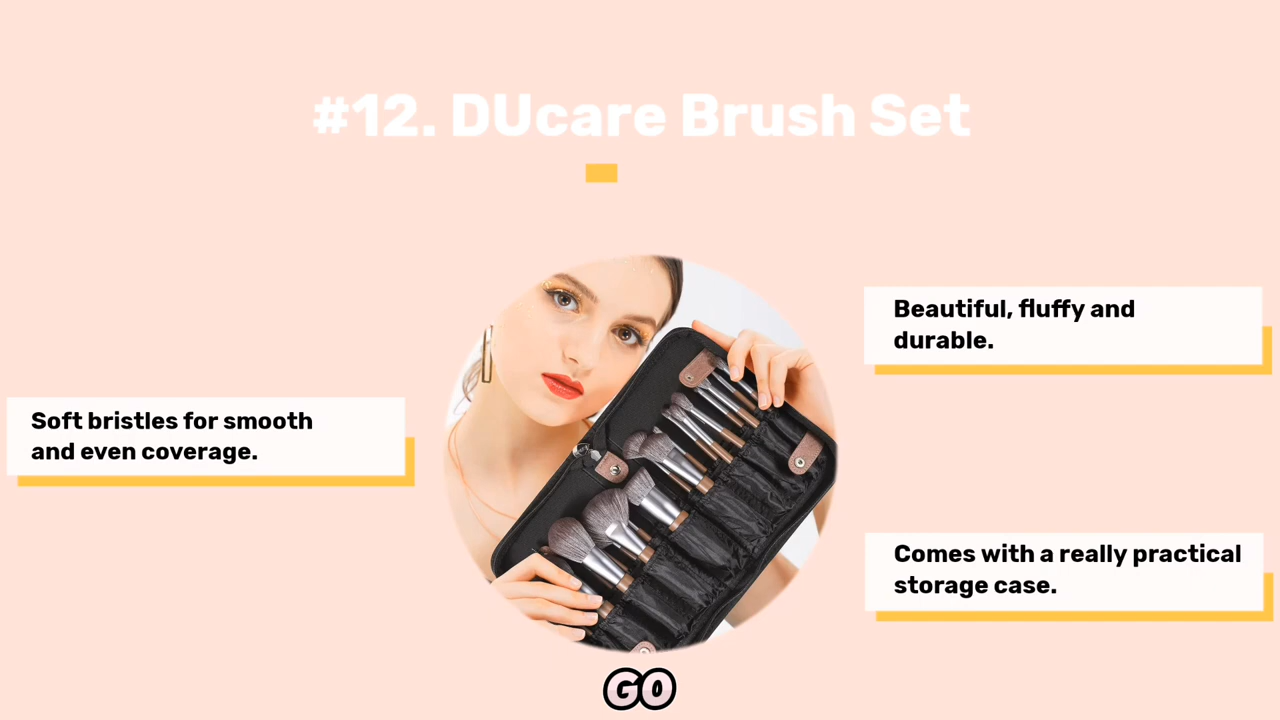 #12. DUcare Brush Set
Beautiful, fluffy and
durable.
Soft bristles for smooth
and even coverage.
Comes with a really practical
storage case.
GO